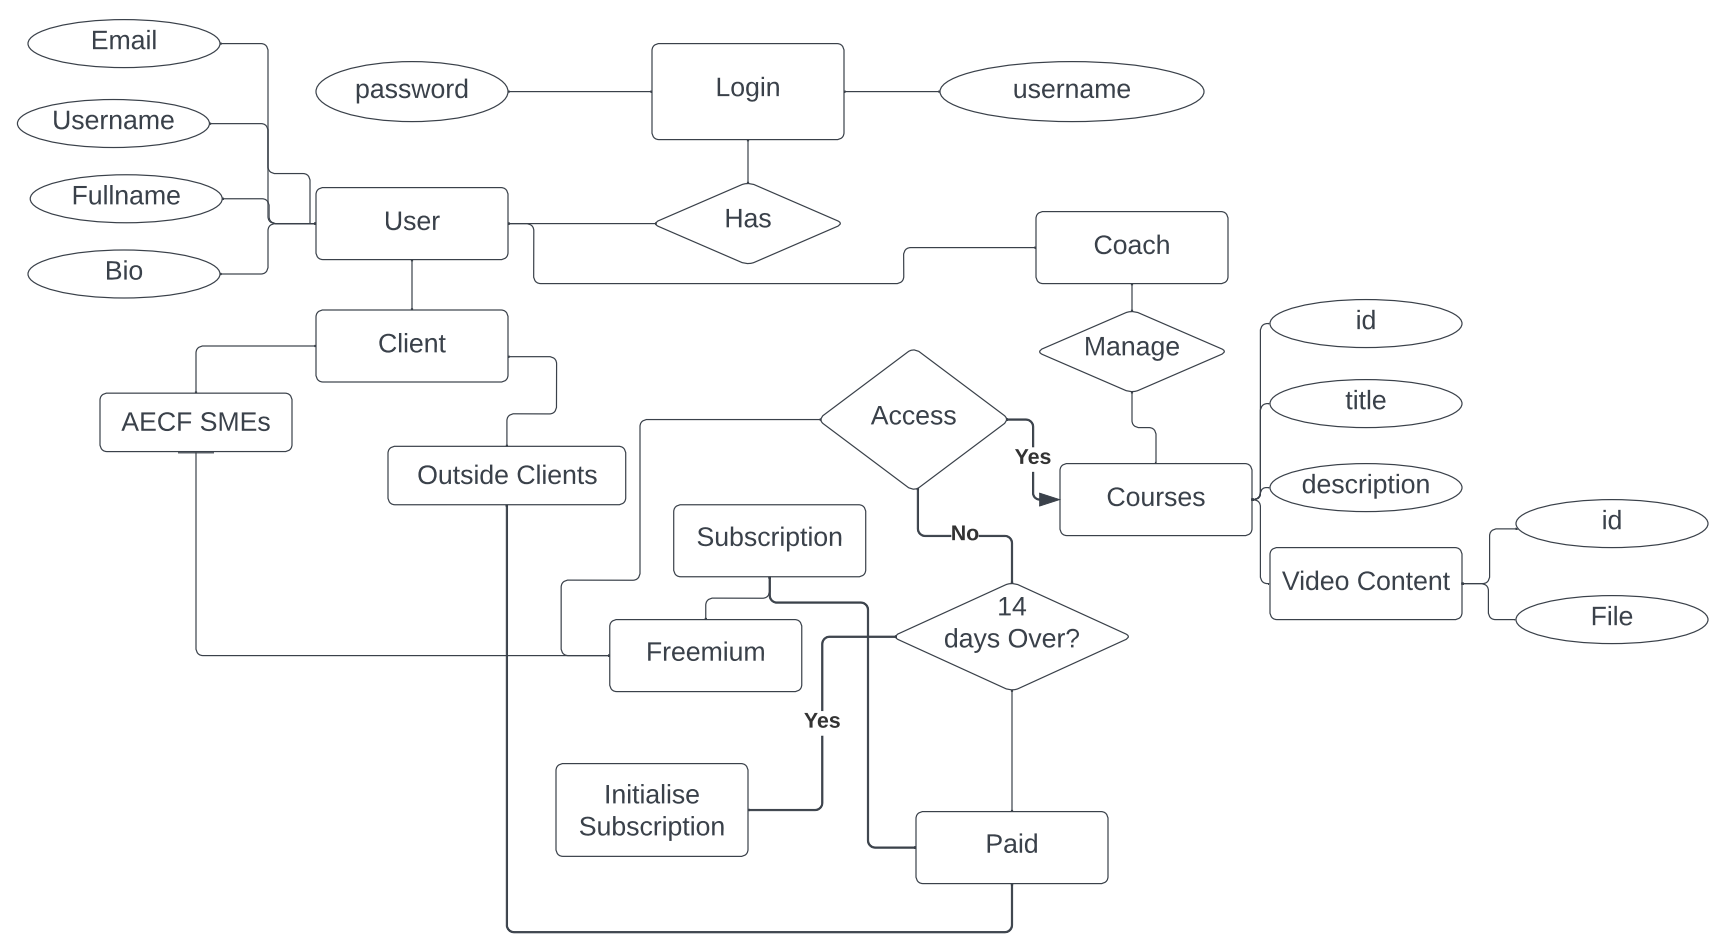 Email
password
Login
username
Username
Fullname
User
Has
Bio
Coach
Client
Manage
id
AECF SMEs
Access
title
Outside Clients
Yes
Courses
description
Subscription
No
id
Video Content
14
days Over?
File
Freemium
Yes
Initialise
Subscription
Paid